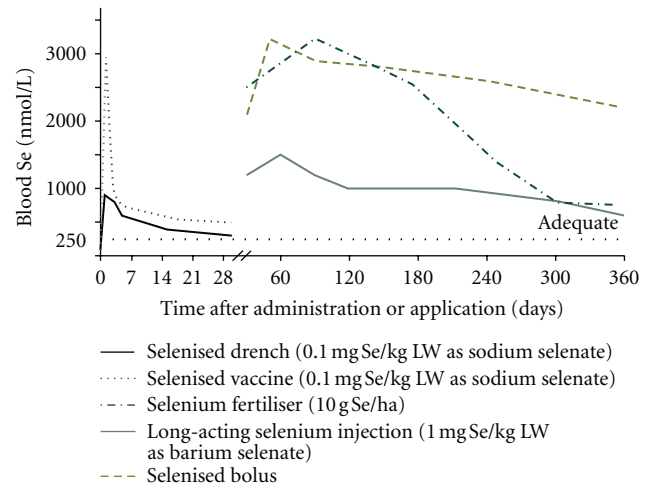 Blood Se (nmol/L)
3000
2000
1000
250
Adequate
0 7 14 21 28 60 120 180 240 300 360
Time after administration or application (days)
Selenised drench (0.1 mg Se/kg LW as sodium selenate)
Selenised vaccine (0.1 mg Se/kg LW as sodium selenate)
Selenium fertiliser (10 g Se/ha)
Long-acting selenium injection (1 mg Se/kg LW
as barium selenate)
Selenised bolus